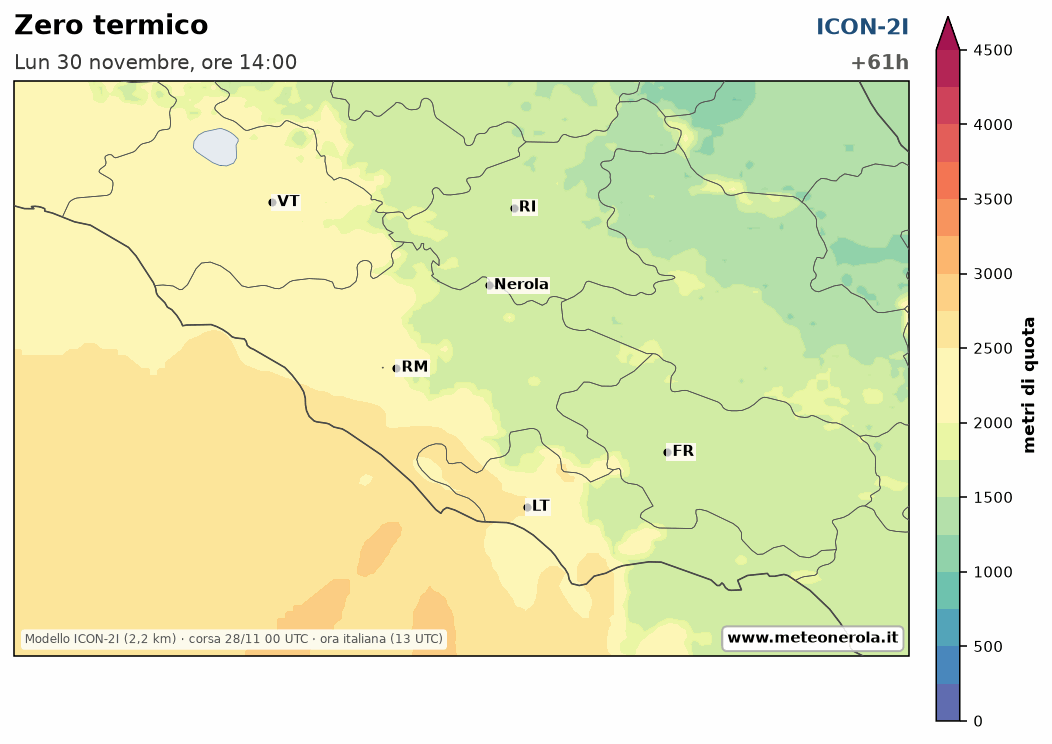 Zero termico
ICON-2I
Lun 30 novembre, ore 14:00
+61h
4500
4000
3500
3000
2500
2000
1500
1000
500
0
metri di quota
VT
RI
Nerola
RM
FR
LT
Modello ICON-2I (2,2 km) · corsa 28/11 00 UTC · ora italiana (13 UTC)
www.meteonerola.it